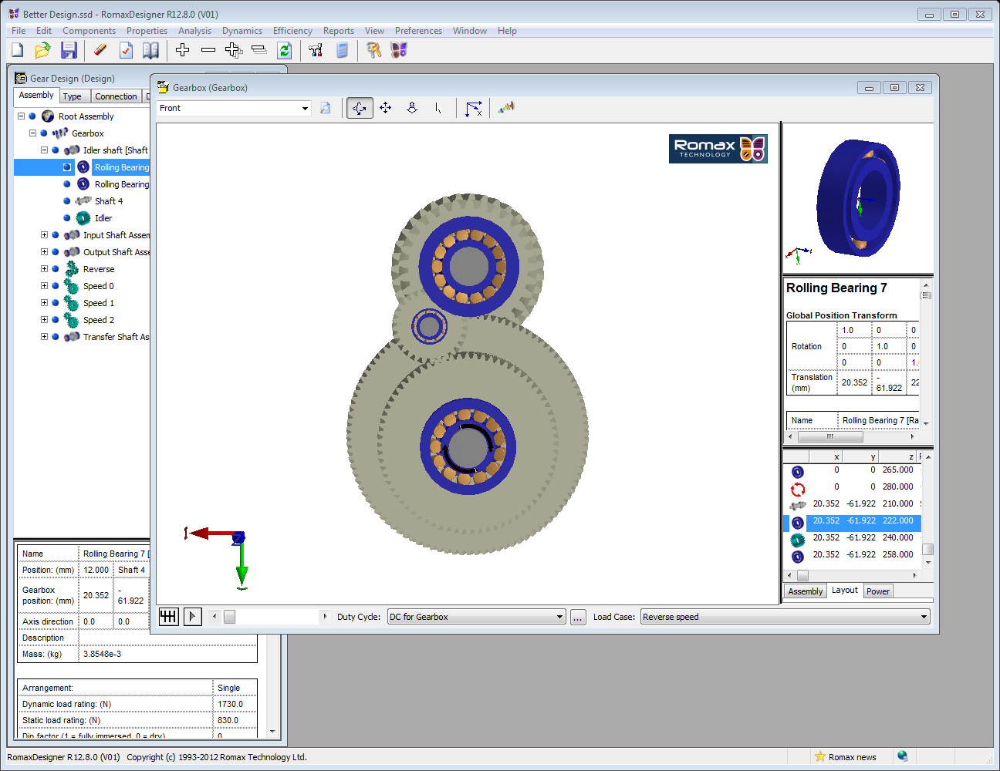 Better Design.ssd - RomaxDesigner R12.8.0 (V01)
File Edit Components Properties Analysis Dynamics Efficiency Reports View Preferences Window Help
Gear Design (Design)
Assembly Type Connection
Root Assembly
Gearbox
Idler shaft [Shaft
Rolling Bearing
Rolling Bearing
Shaft 4
Idler
Input Shaft Assem
Output Shaft Asse
Reverse
Speed 0
Speed 1
Speed 2
Transfer Shaft As
Name Rolling Bearing 7 [
Position: (mm) 12.000 Shaft 4
Gearbox position: (mm) 20.352 -61.922
Axis direction 0.0 0.0
Description
Mass: (kg) 3.8548e-3
Arrangement: Single
Dynamic load rating: (N) 1730.0
Static load rating: (N) 830.0
Dip factor (1 = fully immersed, 0 = dry) 0
Gearbox (Gearbox)
Front
Romax
TECHNOLOGY
Rolling Bearing 7
Global Position Transform
Rotation
1.0 0 0
0 1.0 0
0 0 1.
Translation (mm) 20.352 -61.922 22
Name Rolling Bearing 7 [Ra
x y z
0 0 265.000
0 0 280.000
20.352 -61.922 210.000
20.352 -61.922 222.000
20.352 -61.922 240.000
20.352 -61.922 258.000
Assembly Layout Power
Duty Cycle: DC for Gearbox ... Load Case: Reverse speed
RomaxDesigner R12.8.0 (V01) Copyright (c) 1993-2012 Romax Technology Ltd.
Romax news